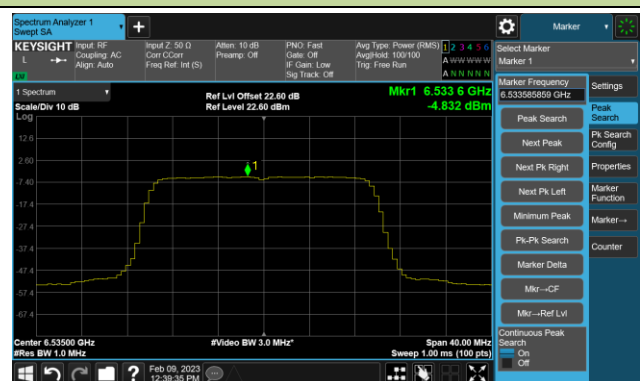 Spectrum Analyzer 1
Swept SA
Marker
KEYSIGHT
L
Input: RF
Coupling: AC
Align: Auto
Input Z: 50 Ω
Corr CCorr
Freq Ref: Int (S)
Atten: 10 dB
Preamp: Off
PNO: Fast
Gate: Off
IF Gain: Low
Sig Track: Off
Avg Type: Power (RMS)
Avg|Hold: 100/100
Trig: Free Run
1 2 3 4 5 6
A W W W W W
A N N N N N
Select Marker
Marker 1
1 Spectrum
Scale/Div 10 dB
Log
Ref Lvl Offset 22.60 dB
Ref Level 22.60 dBm
Mkr1 6.533 6 GHz
-4.832 dBm
12.6
2.60
-7.40
-17.4
-27.4
-37.4
-47.4
-57.4
-67.4
1
Center 6.53500 GHz
#Res BW 1.0 MHz
#Video BW 3.0 MHz*
Span 40.00 MHz
Sweep 1.00 ms (100 pts)
Marker Frequency
6.533585859 GHz
Peak Search
Next Peak
Next Pk Right
Next Pk Left
Minimum Peak
Pk-Pk Search
Marker Delta
Mkr→CF
Mkr→Ref Lvl
Continuous Peak
Search
On
Off
Settings
Peak
Search
Pk Search
Config
Properties
Marker
Function
Marker→
Counter
Feb 09, 2023
12:39:35 PM